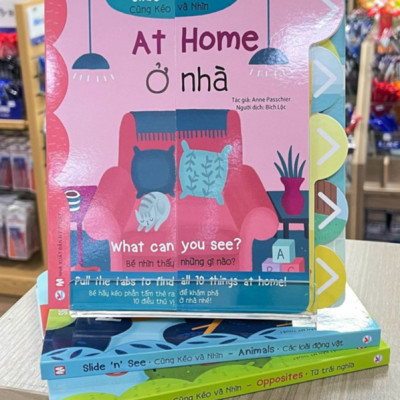 Cùng Kéo và Nhìn
At Home
Ở nhà
Tác giả: Anne Passchier
Người dịch: Bích Lộc
What can you see?
Bé nhìn thấy những gì nào?
A
Pull the tabs to find all 10 things at home!
Bé hãy kéo phần tấm thẻ ra để khám phá
10 điều thú vị ở nhà nhé!
Slide 'n' See - Cùng Kéo và Nhìn - Animals - Các loài động vật
Cùng Kéo và Nhìn - Opposites - 10 trái nghĩa